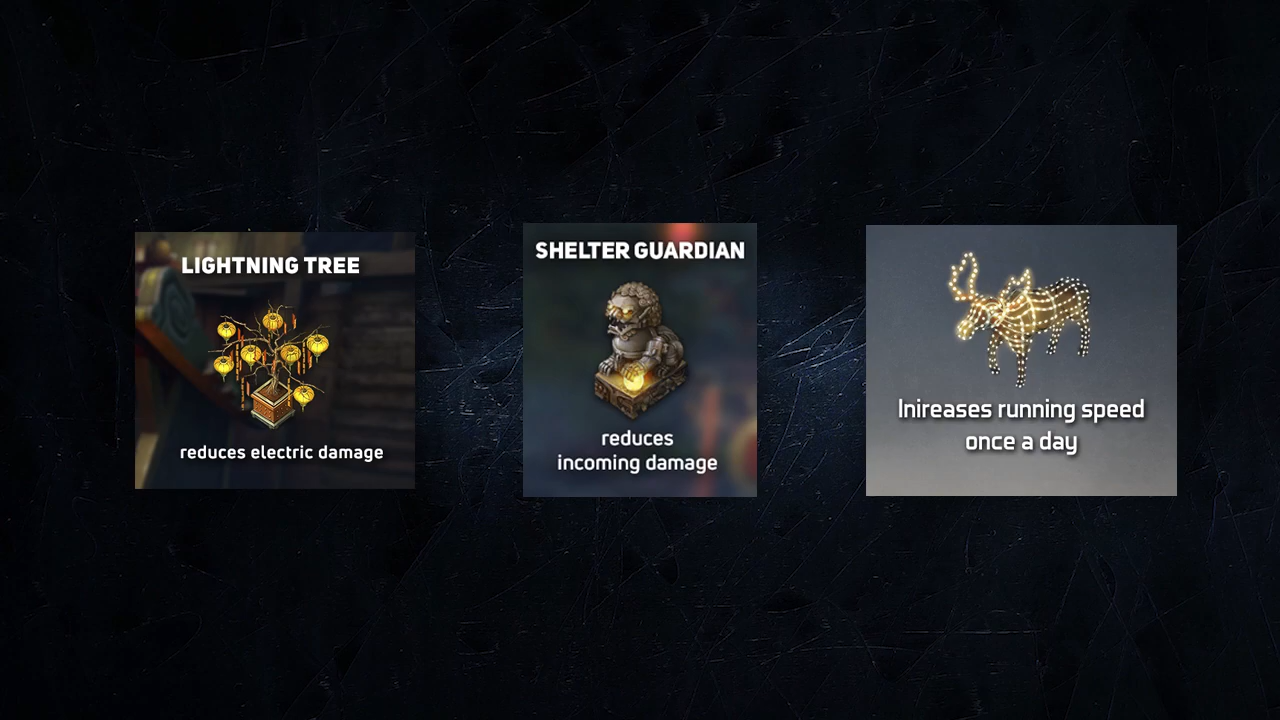 LIGHTNING TREE
reduces electric damage
SHELTER GUARDIAN
reduces
incoming damage
Inireases running speed
once a day